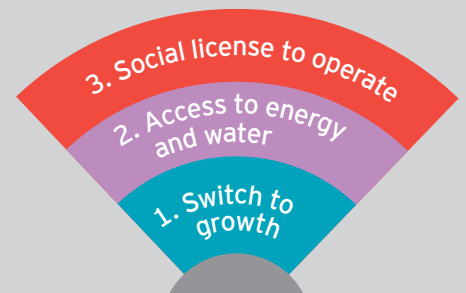 3. Social license to operate
2. Access to energy
and water
1. Switch to
growth